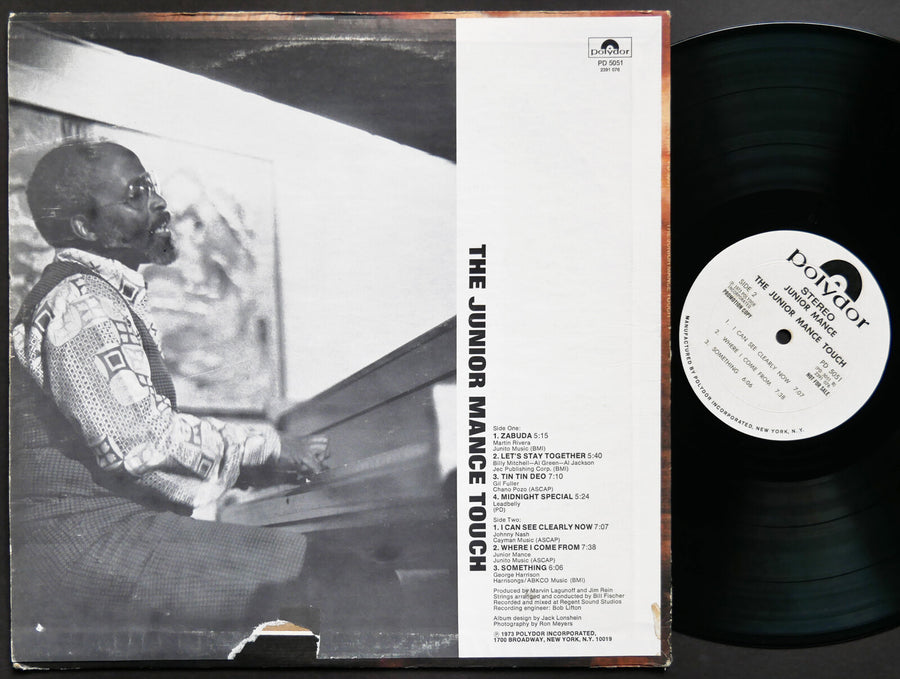 Polydor
PD 5051
2391 076
THE JUNIOR MANCE TOUCH
Side One:
1. ZABUDA 5:15
Martin Rivera
Junito Music (BMI)
2. LET'S STAY TOGETHER 5:40
Billy Mitchell—Al Green—Al Jackson
Jec Publishing Corp. (BMI)
3. TIN TIN DEO 7:10
Gil Fuller
Chano Pozo (ASCAP)
4. MIDNIGHT SPECIAL 5:24
Leadbelly
(PD)
Side Two:
1. I CAN SEE CLEARLY NOW 7:07
Johnny Nash
Cayman Music (ASCAP)
2. WHERE I COME FROM 7:38
Junior Mance
Junito Music (ASCAP)
3. SOMETHING 6:06
George Harrison
Harrisongs/ABKCO Music (BMI)
Produced by Marvin Lagunoff and Jim Rein
Strings arranged and conducted by Bill Fischer
Recorded and mixed at Regent Sound Studios
Recording engineer: Bob Lifton
Album design by Jack Lonshein
Photography by Ron Meyers
Ⓟ 1973 POLYDOR INCORPORATED,
1700 BROADWAY, NEW YORK, N.Y. 10019
Polydor
STEREO
JUNIOR MANCE
THE JUNIOR MANCE TOUCH
SIDE 2
PROMOTION COPY
PD 5051
NOT FOR SALE
1. I CAN SEE CLEARLY NOW 7:07
2. WHERE I COME FROM 7:38
3. SOMETHING 6:06
MANUFACTURED BY POLYDOR INCORPORATED, NEW YORK, N.Y.